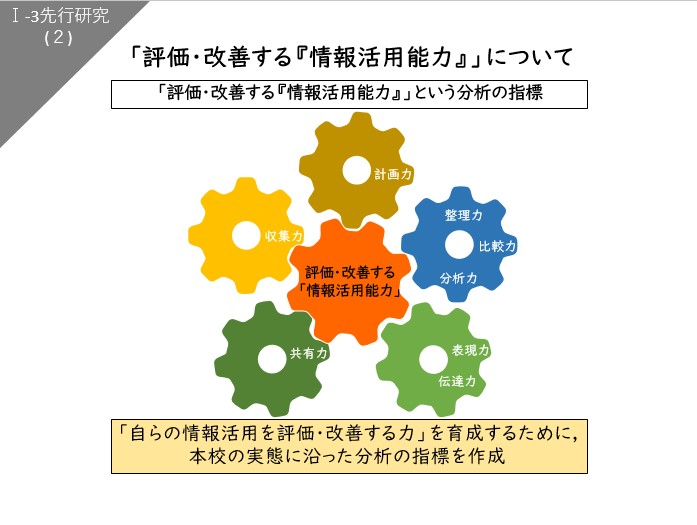 Ⅰ-3先行研究
(2)
「評価・改善する『情報活用能力』」について
「評価・改善する『情報活用能力』」という分析の指標
計画力
収集力
整理力
比較力
分析力
評価・改善する
「情報活用能力」
共有力
表現力
伝達力
「自らの情報活用を評価・改善する力」を育成するために，
本校の実態に沿った分析の指標を作成